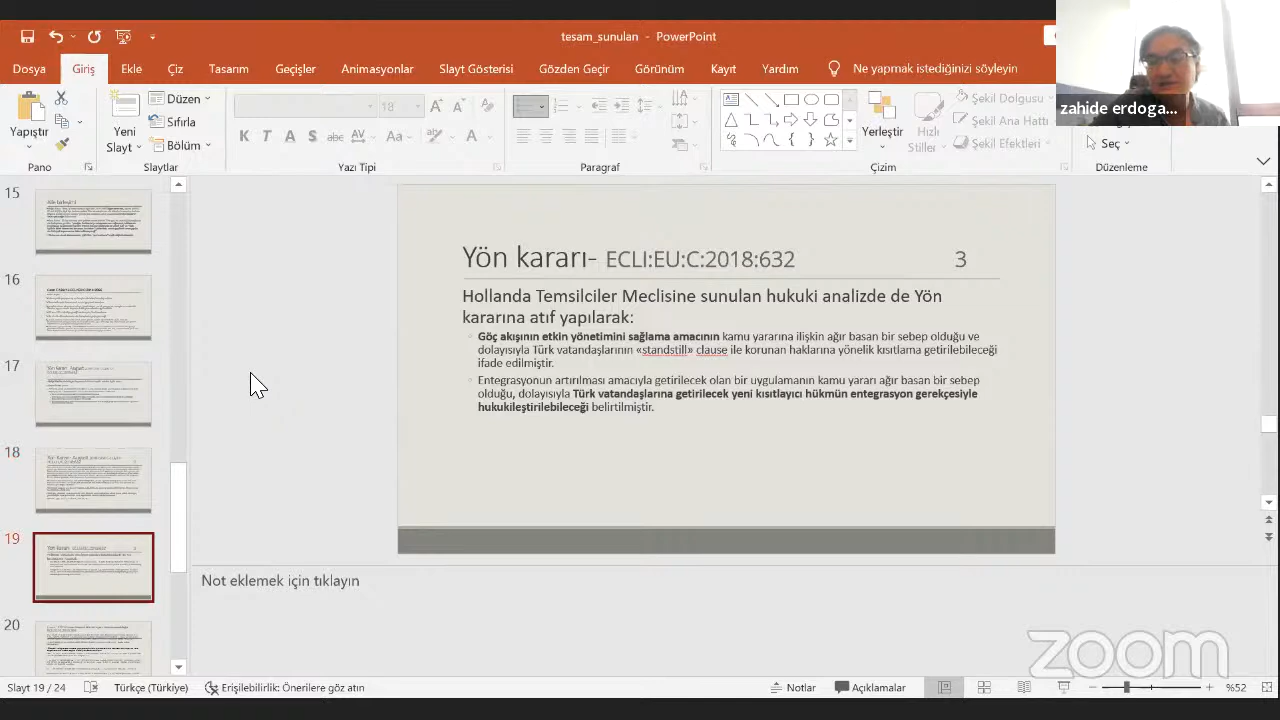 tesam_sunulan - PowerPoint
Dosya Giriş Ekle Çiz Tasarım Geçişler Animasyonlar Slayt Gösterisi Gözden Geçir Görünüm Kayıt Yardım Ne yapmak istediğinizi söyleyin
zahide erdoga...
Yapıştır
Yeni Slayt
Düzen
Sıfırla
Bölüm
18
K T A S abc AV Aa A
Yerleştir
Hızlı Stiller
Şekil Dolgusu
Şekil Ana Hattı
Şekil Efektleri
Seç
Pano Slaytlar Yazı Tipi Paragraf Çizim Düzenleme
15
16
17
18
19
20
Yön kararı- ECLI:EU:C:2018:632 3
Hollanda Temsilciler Meclisine sunulan hukuki analizde de Yön
kararına atıf yapılarak:
Göç akışının etkin yönetimini sağlama amacının kamu yararına ilişkin ağır basan bir sebep olduğu ve
dolayısıyla Türk vatandaşlarının «standstill» clause ile korunan haklarına yönelik kısıtlama getirilebileceği
ifade edilmiştir.
Entegrasyonun artırılması amacıyla getirilecek olan bir uygulamanın kamu yararı ağır basan bir sebep
olduğu, dolayısıyla Türk vatandaşlarına getirilecek yeni kısıtlayıcı hükmün entegrasyon gerekçesiyle
hukukileştirilebileceği belirtilmiştir.
Not eklemek için tıklayın
zoom
Slayt 19 / 24 Türkçe (Türkiye) Erişilebilirlik: Önerilere göz atın Notlar Açıklamalar %52